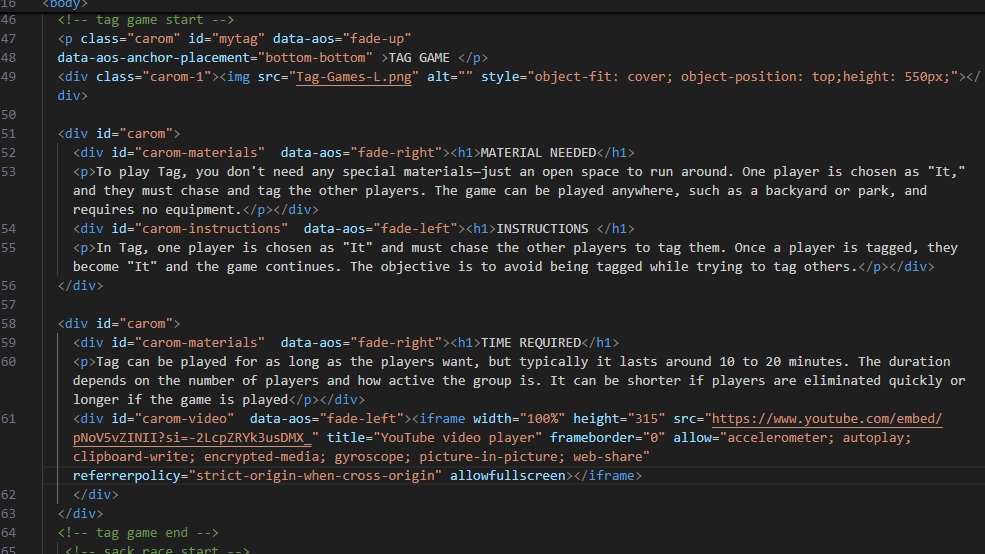 16 <body>
46 <!-- tag game start -->
47 <p class="carom" id="mytag" data-aos="fade-up"
48 data-aos-anchor-placement="bottom-bottom" >TAG GAME </p>
49 <div class="carom-1"><img src="Tag-Games-L.png" alt="" style="object-fit: cover; object-position: top;height: 550px;"></
div>
50
51 <div id="carom">
52 <div id="carom-materials"  data-aos="fade-right"><h1>MATERIAL NEEDED</h1>
53 <p>To play Tag, you don't need any special materials—just an open space to run around. One player is chosen as "It,"
and they must chase and tag the other players. The game can be played anywhere, such as a backyard or park, and
requires no equipment.</p></div>
54 <div id="carom-instructions"  data-aos="fade-left"><h1>INSTRUCTIONS </h1>
55 <p>In Tag, one player is chosen as "It" and must chase the other players to tag them. Once a player is tagged, they
become "It" and the game continues. The objective is to avoid being tagged while trying to tag others.</p></div>
56 </div>
57
58 <div id="carom">
59 <div id="carom-materials"  data-aos="fade-right"><h1>TIME REQUIRED</h1>
60 <p>Tag can be played for as long as the players want, but typically it lasts around 10 to 20 minutes. The duration
depends on the number of players and how active the group is. It can be shorter if players are eliminated quickly or
longer if the game is played</p></div>
61 <div id="carom-video"  data-aos="fade-left"><iframe width="100%" height="315" src="https://www.youtube.com/embed/
pNoV5vZINII?si=-2LcpZRYk3usDMX_" title="YouTube video player" frameborder="0" allow="accelerometer; autoplay;
clipboard-write; encrypted-media; gyroscope; picture-in-picture; web-share"
referrerpolicy="strict-origin-when-cross-origin" allowfullscreen></iframe>
62 </div>
63 </div>
64 <!-- tag game end -->
65 <!-- sack race start -->